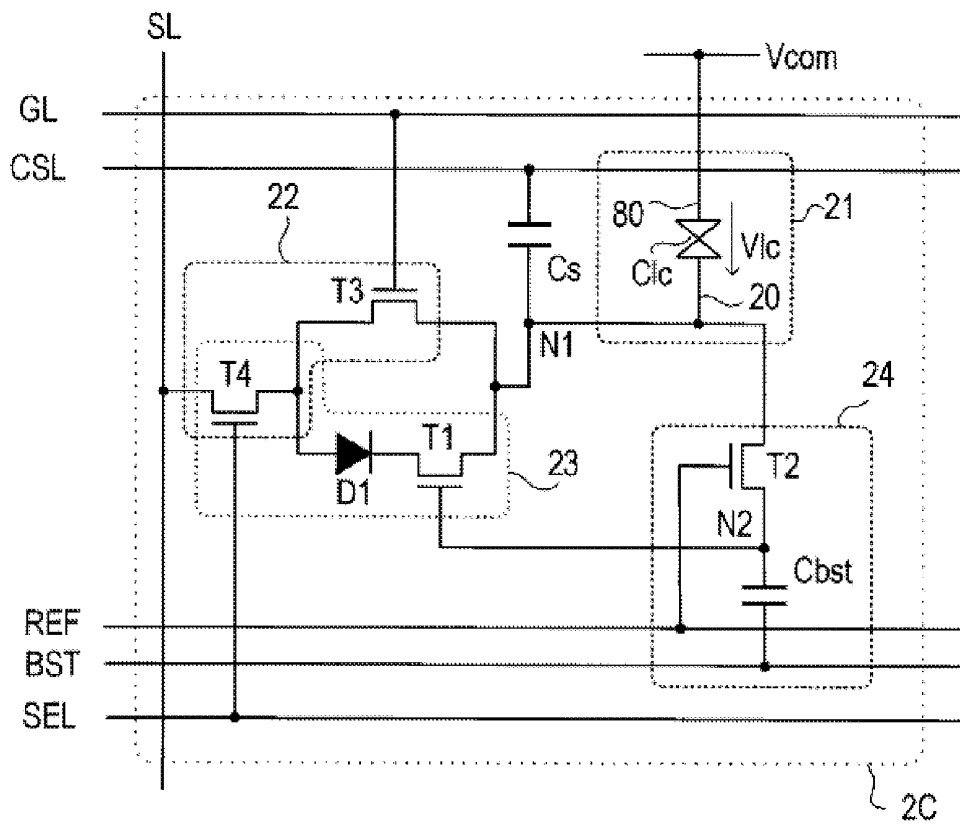 SL
Vcom
GL
CSL
22
80
21
Clc
Vlc
Cs
T3
20
N1
T4
24
T1
23
T2
D1
N2
Cbst
REF
BST
SEL
2C